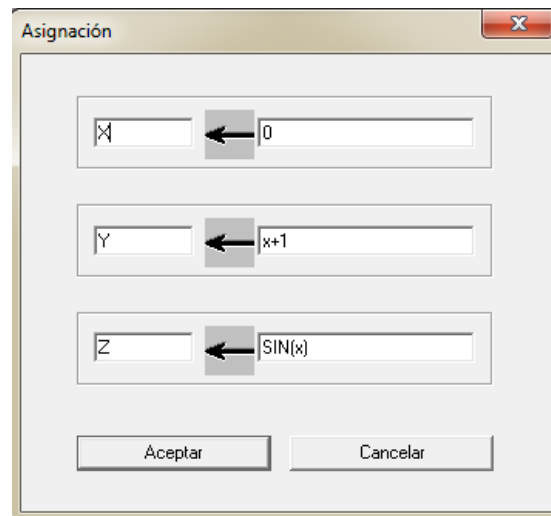 Asignación
X 0
Y x+1
Z SIN(x)
Aceptar Cancelar